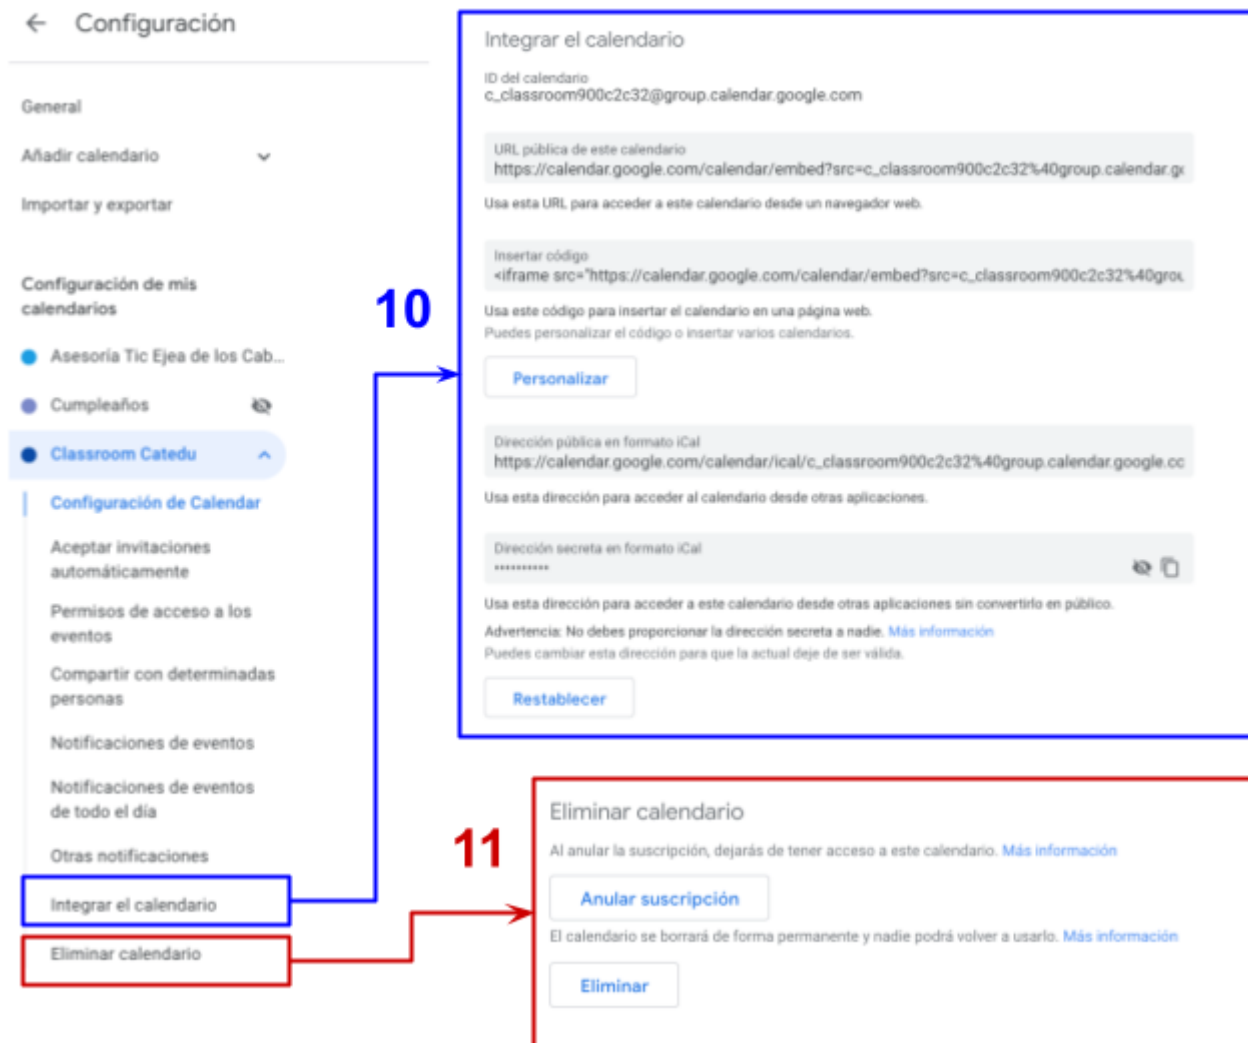 Configuración
General
Añadir calendario
Importar y exportar
Configuración de mis
calendarios
Asesoría Tic Ejea de los Cab...
Cumpleaños
Classroom Catedu
Configuración de Calendar
Aceptar invitaciones
automáticamente
Permisos de acceso a los
eventos
Compartir con determinadas
personas
Notificaciones de eventos
Notificaciones de eventos
de todo el día
Otras notificaciones
Integrar el calendario
Eliminar calendario
10
Integrar el calendario
ID del calendario
c_classroom900c2c32@group.calendar.google.com
URL pública de este calendario
https://calendar.google.com/calendar/embed?src=c_classroom900c2c32%40group.calendar.go
Usa esta URL para acceder a este calendario desde un navegador web.
Insertar código
<iframe src="https://calendar.google.com/calendar/embed?src=c_classroom900c2c32%40grou
Usa este código para insertar el calendario en una página web.
Puedes personalizar el código o insertar varios calendarios.
Personalizar
Dirección pública en formato iCal
https://calendar.google.com/calendar/ical/c_classroom900c2c32%40group.calendar.google.cc
Usa esta dirección para acceder al calendario desde otras aplicaciones.
Dirección secreta en formato iCal
••••••••••
Usa esta dirección para acceder a este calendario desde otras aplicaciones sin convertirlo en público.
Advertencia: No debes proporcionar la dirección secreta a nadie. Más información
Puedes cambiar esta dirección para que la actual deje de ser válida.
Restablecer
11
Eliminar calendario
Al anular la suscripción, dejarás de tener acceso a este calendario. Más información
Anular suscripción
El calendario se borrará de forma permanente y nadie podrá volver a usarlo. Más información
Eliminar